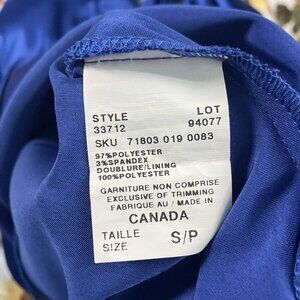 STYLE LOT
33712 94077
SKU 71803 019 0083
97%POLYESTER
3%SPANDEX
DOUBLURE/LINING
100%POLYESTER
GARNITURE NON COMPRISE
EXCLUSIVE OF TRIMMING
FABRIQUE AU / MADE IN
CANADA
TAILLE
SIZE S/P